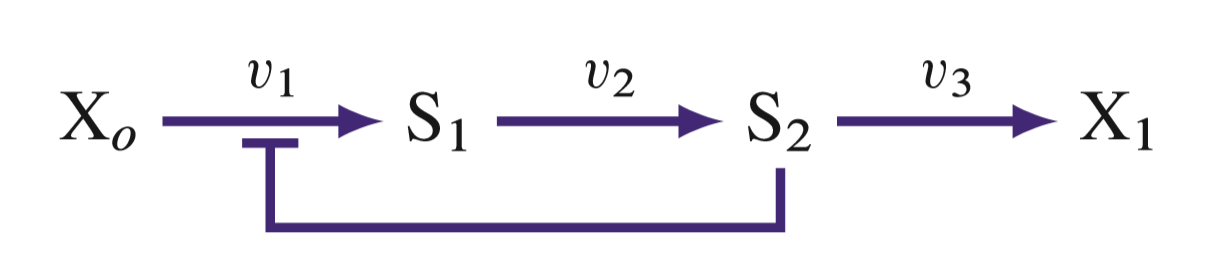 v₁ v₂ v₃
Xₒ S₁ S₂ X₁